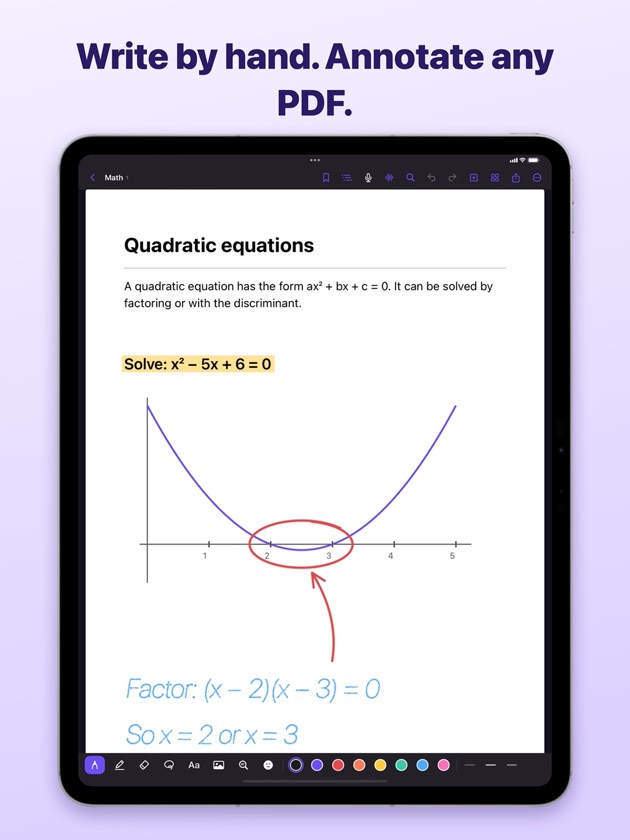 Write by hand. Annotate any
PDF.
Math
Quadratic equations
A quadratic equation has the form ax² + bx + c = 0. It can be solved by
factoring or with the discriminant.
Solve: x² – 5x + 6 = 0
1 2 3 4 5
Factor: (x – 2)(x – 3) = 0
So x = 2 or x = 3
Aa